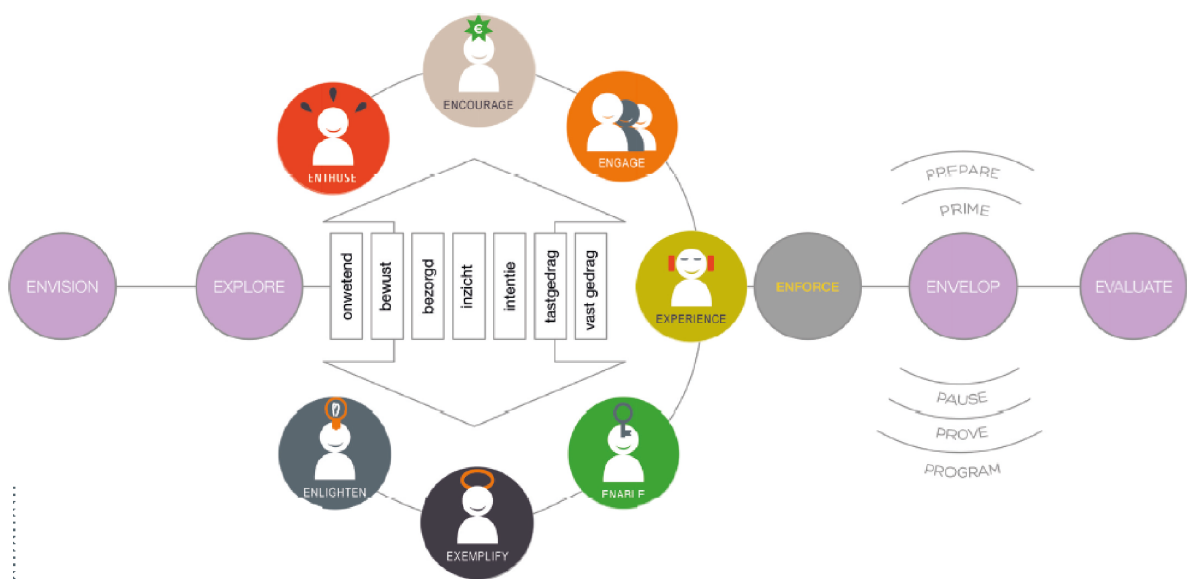 €
ENCOURAGE
ENTHUSE
ENGAGE
PREPARE
PRIME
ENVISION
EXPLORE
onwetend
bewust
bezorgd
inzicht
intentie
tastgedrag
vast gedrag
EXPERIENCE
ENFORCE
ENVELOP
EVALUATE
PAUSE
PROVE
PROGRAM
ENLIGHTEN
EXEMPLIFY
ENABLE